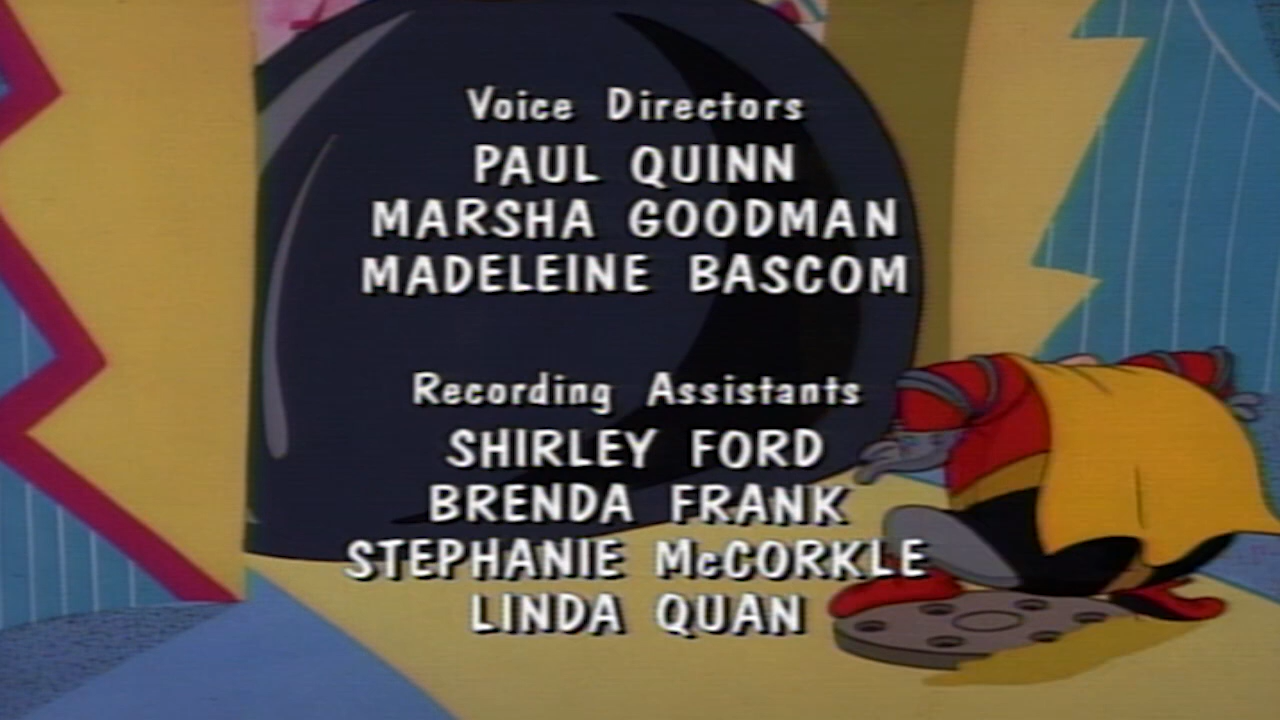 Voice Directors
PAUL QUINN
MARSHA GOODMAN
MADELEINE BASCOM
Recording Assistants
SHIRLEY FORD
BRENDA FRANK
STEPHANIE McCORKLE
LINDA QUAN